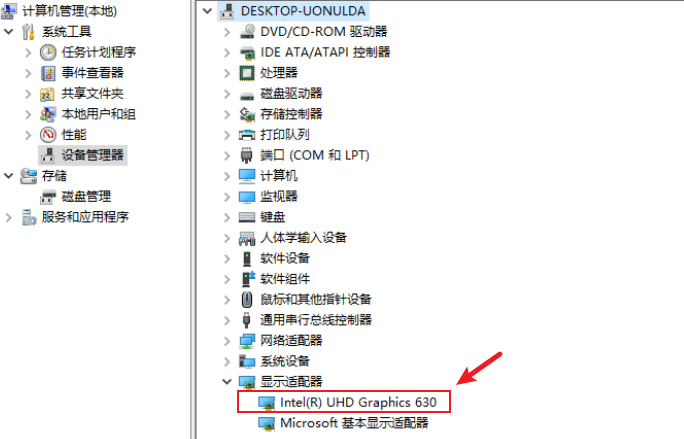 计算机管理(本地)
系统工具
任务计划程序
事件查看器
共享文件夹
本地用户和组
性能
设备管理器
存储
磁盘管理
服务和应用程序
DESKTOP-UONULDA
DVD/CD-ROM 驱动器
IDE ATA/ATAPI 控制器
处理器
磁盘驱动器
存储控制器
打印队列
端口 (COM 和 LPT)
计算机
监视器
键盘
人体学输入设备
软件设备
软件组件
鼠标和其他指针设备
通用串行总线控制器
网络适配器
系统设备
显示适配器
Intel(R) UHD Graphics 630
Microsoft 基本显示适配器